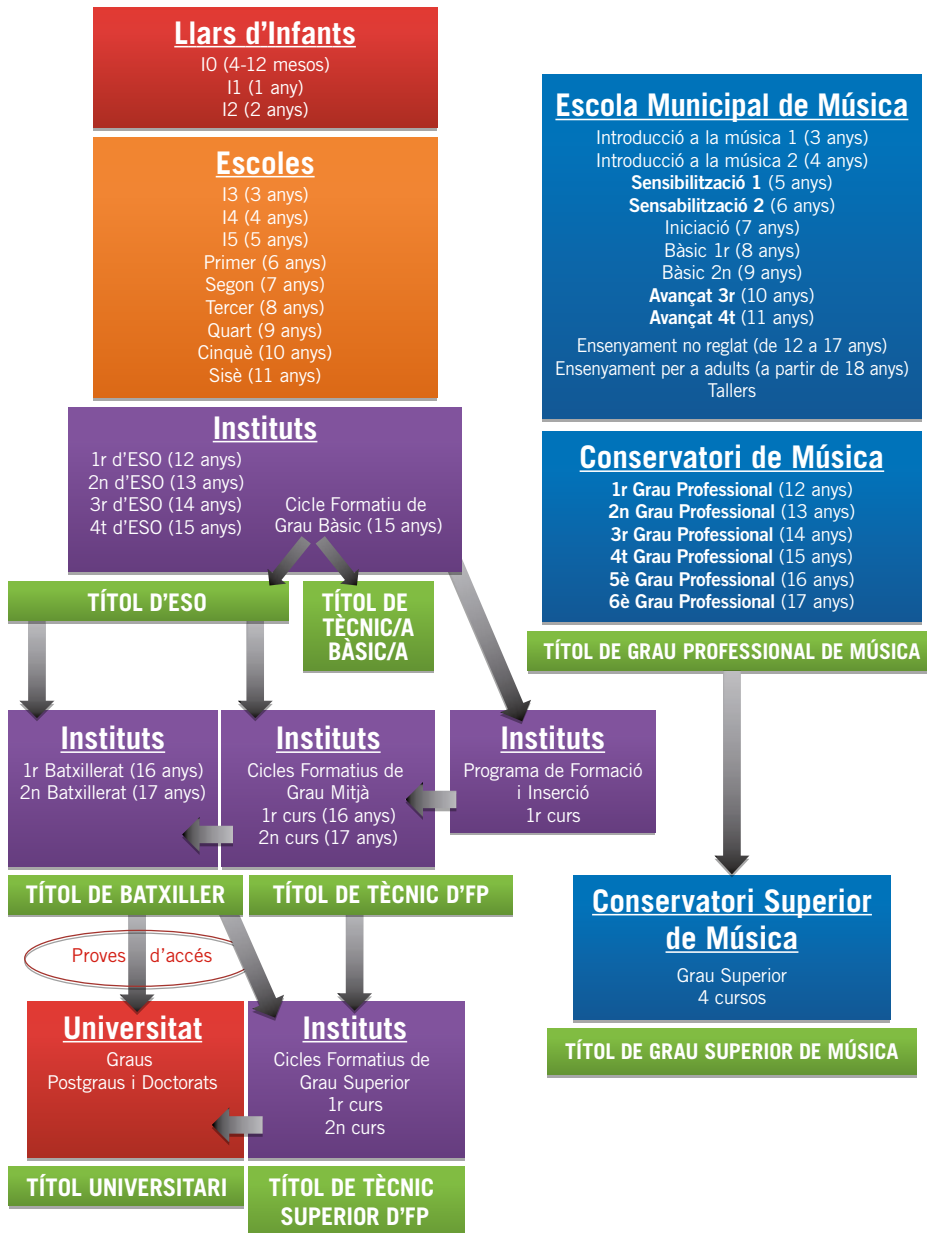 Llars d'Infants
I0 (4-12 mesos)
I1 (1 any)
I2 (2 anys)
Escoles
I3 (3 anys)
I4 (4 anys)
I5 (5 anys)
Primer (6 anys)
Segon (7 anys)
Tercer (8 anys)
Quart (9 anys)
Cinquè (10 anys)
Sisè (11 anys)
Escola Municipal de Música
Introducció a la música 1 (3 anys)
Introducció a la música 2 (4 anys)
Sensibilització 1 (5 anys)
Sensabilització 2 (6 anys)
Iniciació (7 anys)
Bàsic 1r (8 anys)
Bàsic 2n (9 anys)
Avançat 3r (10 anys)
Avançat 4t (11 anys)
Ensenyament no reglat (de 12 a 17 anys)
Ensenyament per a adults (a partir de 18 anys)
Tallers
Instituts
1r d'ESO (12 anys)
2n d'ESO (13 anys)
3r d'ESO (14 anys)
4t d'ESO (15 anys)
Cicle Formatiu de
Grau Bàsic (15 anys)
Conservatori de Música
1r Grau Professional (12 anys)
2n Grau Professional (13 anys)
3r Grau Professional (14 anys)
4t Grau Professional (15 anys)
5è Grau Professional (16 anys)
6è Grau Professional (17 anys)
TÍTOL D'ESO
TÍTOL DE
TÈCNIC/A
BÀSIC/A
TÍTOL DE GRAU PROFESSIONAL DE MÚSICA
Instituts
1r Batxillerat (16 anys)
2n Batxillerat (17 anys)
Instituts
Cicles Formatius de
Grau Mitjà
1r curs (16 anys)
2n curs (17 anys)
Instituts
Programa de Formació
i Inserció
1r curs
TÍTOL DE BATXILLER
TÍTOL DE TÈCNIC D'FP
Proves d'accés
Conservatori Superior
de Música
Grau Superior
4 cursos
TÍTOL DE GRAU SUPERIOR DE MÚSICA
Universitat
Graus
Postgraus i Doctorats
Instituts
Cicles Formatius de
Grau Superior
1r curs
2n curs
TÍTOL UNIVERSITARI
TÍTOL DE TÈCNIC
SUPERIOR D'FP